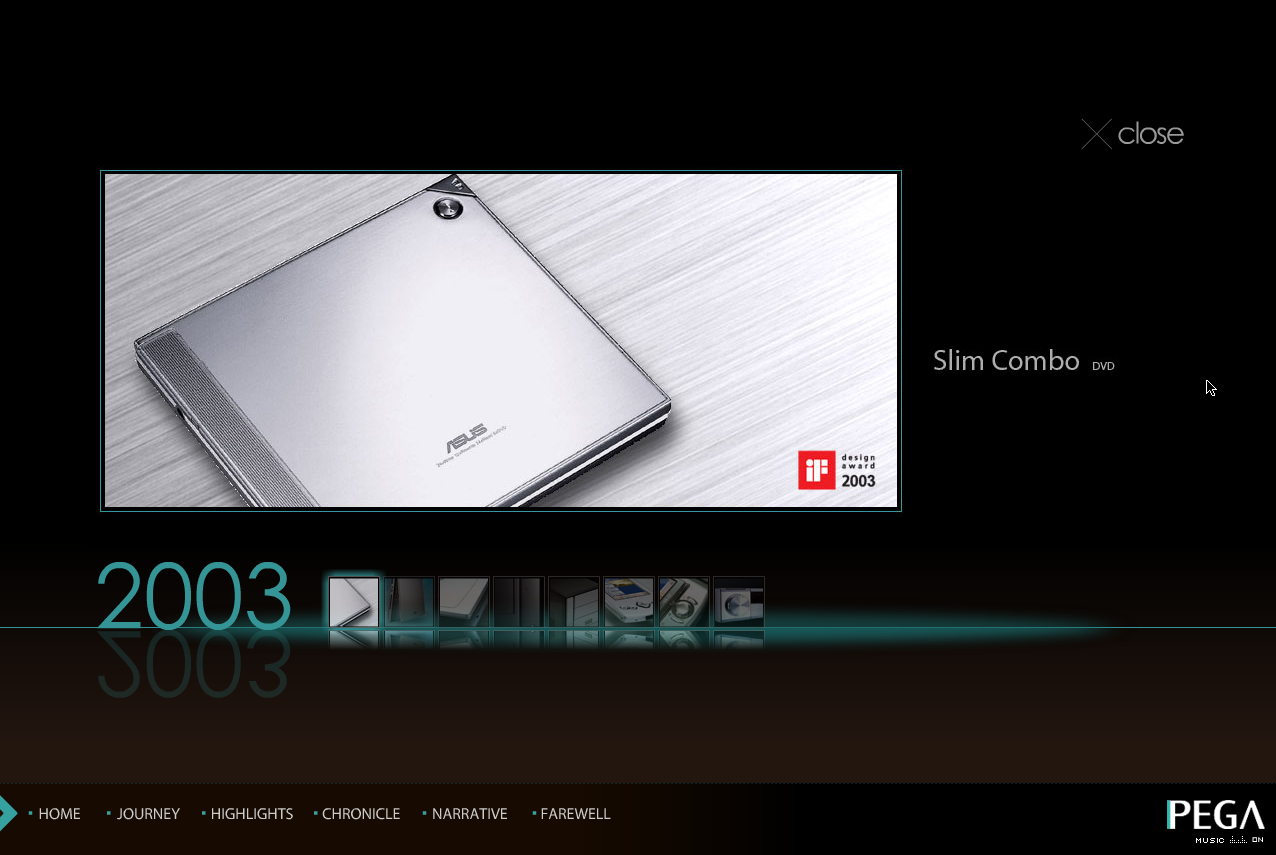 close
ASUS
Slim Combo DVD
iF design award 2003
2003
HOME
JOURNEY
HIGHLIGHTS
CHRONICLE
NARRATIVE
FAREWELL
PEGA
MUSIC ON